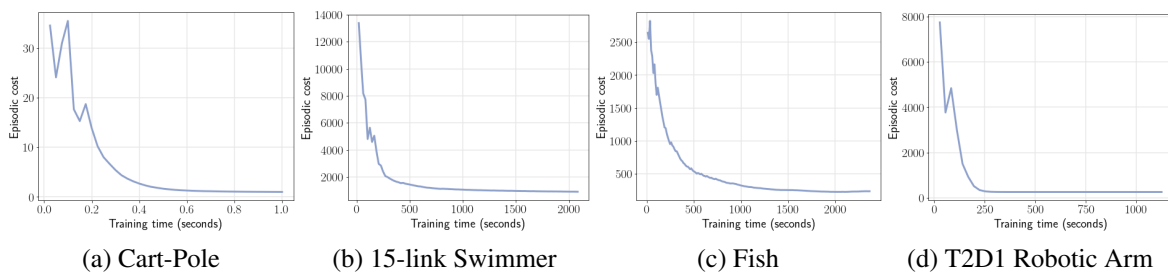 Episodic cost
30
20
10
0
0.0 0.2 0.4 0.6 0.8 1.0
Training time (seconds)
(a) Cart-Pole
Episodic cost
14000
12000
10000
8000
6000
4000
2000
0 500 1000 1500 2000
Training time (seconds)
(b) 15-link Swimmer
Episodic cost
2500
2000
1500
1000
500
0 500 1000 1500 2000
Training time (seconds)
(c) Fish
Episodic cost
8000
6000
4000
2000
0
0 250 500 750 1000
Training time (seconds)
(d) T2D1 Robotic Arm